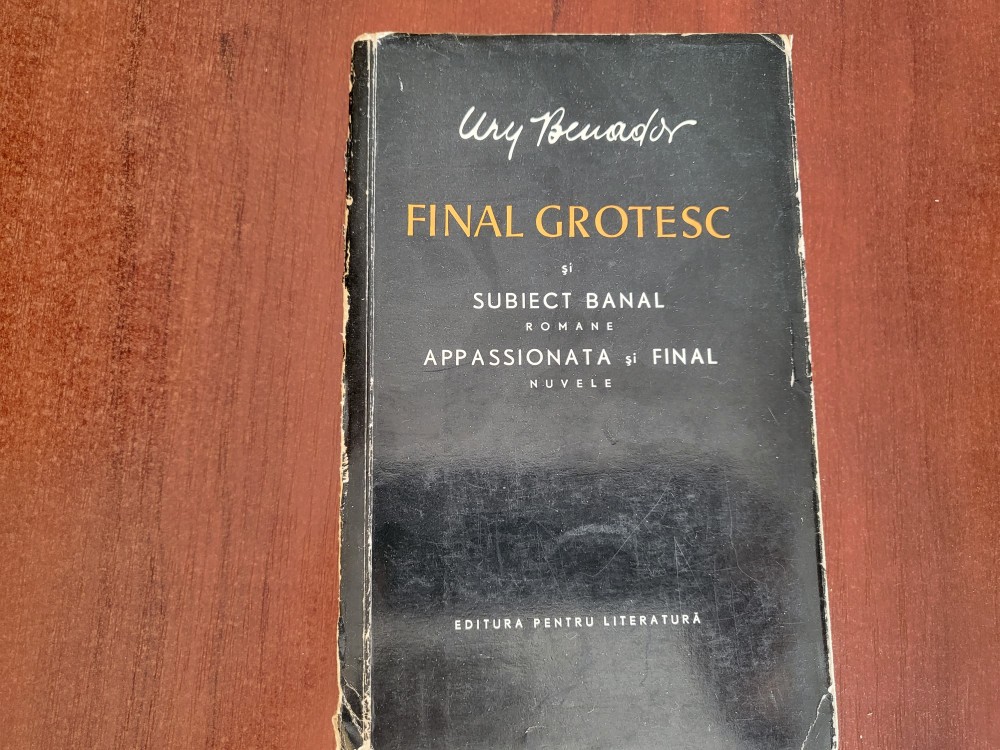 Ury Benador
FINAL GROTESC
și
SUBIECT BANAL
ROMANE
APPASSIONATA și FINAL
NUVELE
EDITURA PENTRU LITERATURĂ